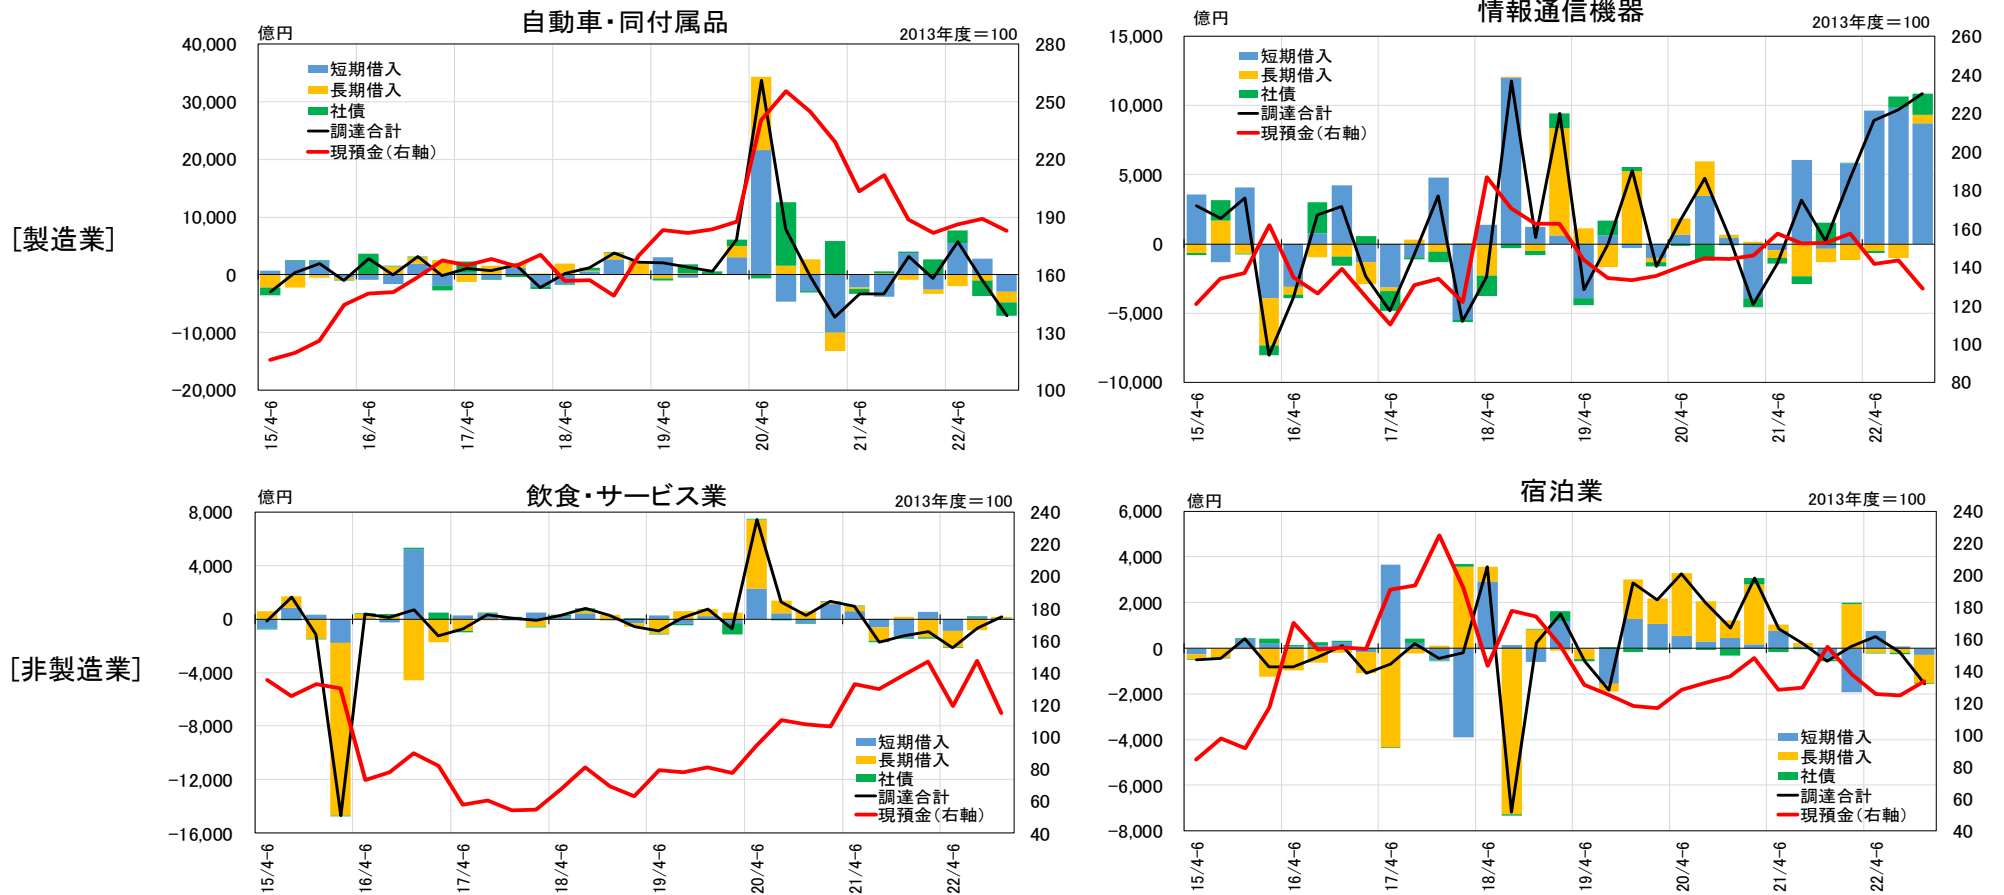 [製造業]
自動車・同付属品
億円
2013年度＝100
短期借入
長期借入
社債
調達合計
現預金（右軸）
40,000
30,000
20,000
10,000
0
−10,000
−20,000
280
250
220
190
160
130
100
15/4-6
16/4-6
17/4-6
18/4-6
19/4-6
20/4-6
21/4-6
22/4-6
情報通信機器
億円
2013年度＝100
短期借入
長期借入
社債
調達合計
現預金（右軸）
15,000
10,000
5,000
0
−5,000
−10,000
260
240
220
200
180
160
140
120
100
80
15/4-6
16/4-6
17/4-6
18/4-6
19/4-6
20/4-6
21/4-6
22/4-6
[非製造業]
飲食・サービス業
億円
2013年度＝100
8,000
4,000
0
−4,000
−8,000
−12,000
−16,000
240
220
200
180
160
140
120
100
80
60
40
短期借入
長期借入
社債
調達合計
現預金（右軸）
15/4-6
16/4-6
17/4-6
18/4-6
19/4-6
20/4-6
21/4-6
22/4-6
宿泊業
億円
2013年度＝100
6,000
4,000
2,000
0
−2,000
−4,000
−6,000
−8,000
240
220
200
180
160
140
120
100
80
60
40
短期借入
長期借入
社債
調達合計
現預金（右軸）
15/4-6
16/4-6
17/4-6
18/4-6
19/4-6
20/4-6
21/4-6
22/4-6